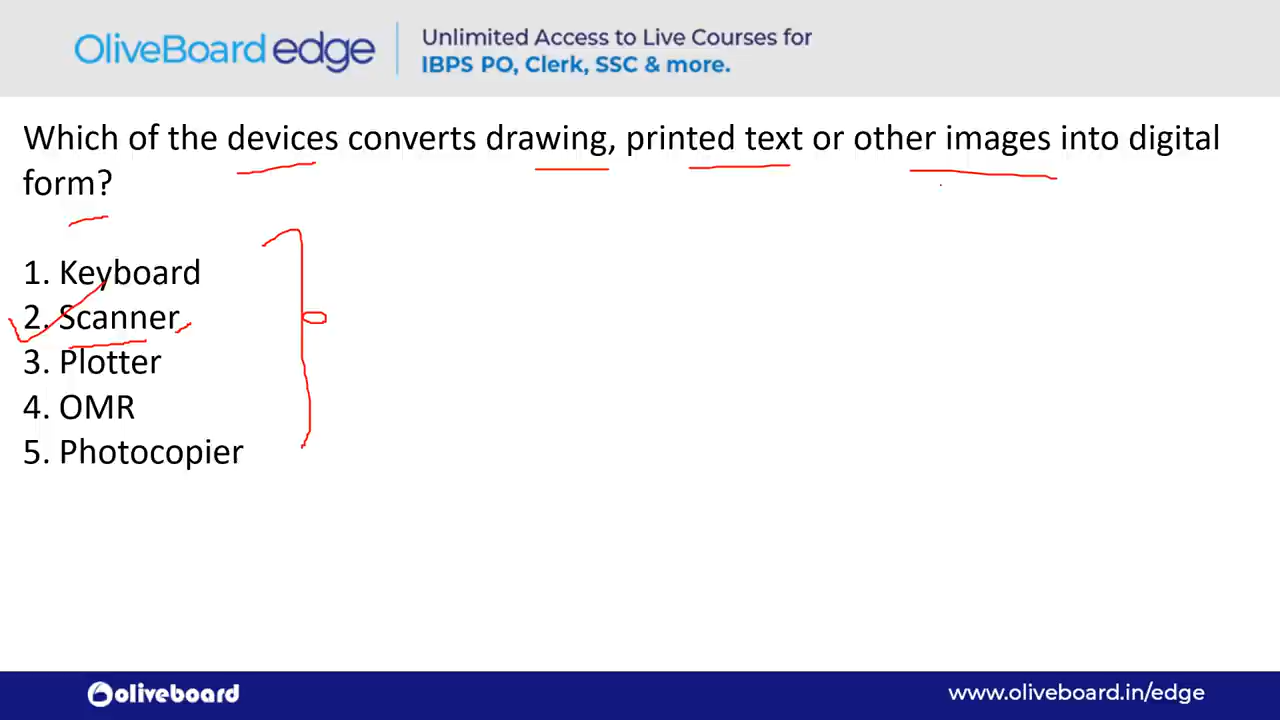 OliveBoard edge
Unlimited Access to Live Courses for
IBPS PO, Clerk, SSC & more.
Which of the devices converts drawing, printed text or other images into digital
form?
1. Keyboard
2. Scanner
3. Plotter
4. OMR
5. Photocopier
oliveboard
www.oliveboard.in/edge